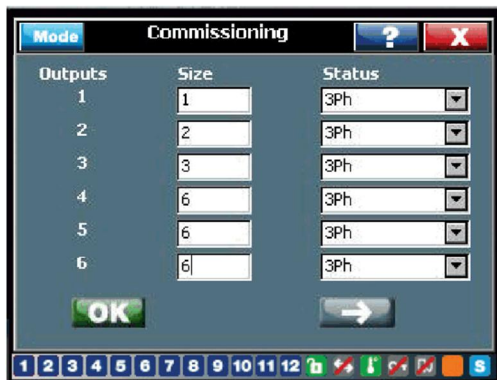 Mode Commissioning ? X
Outputs Size Status
1 1 3Ph
2 2 3Ph
3 3 3Ph
4 6 3Ph
5 6 3Ph
6 6 3Ph
OK
1 2 3 4 5 6 7 8 9 10 11 12 S